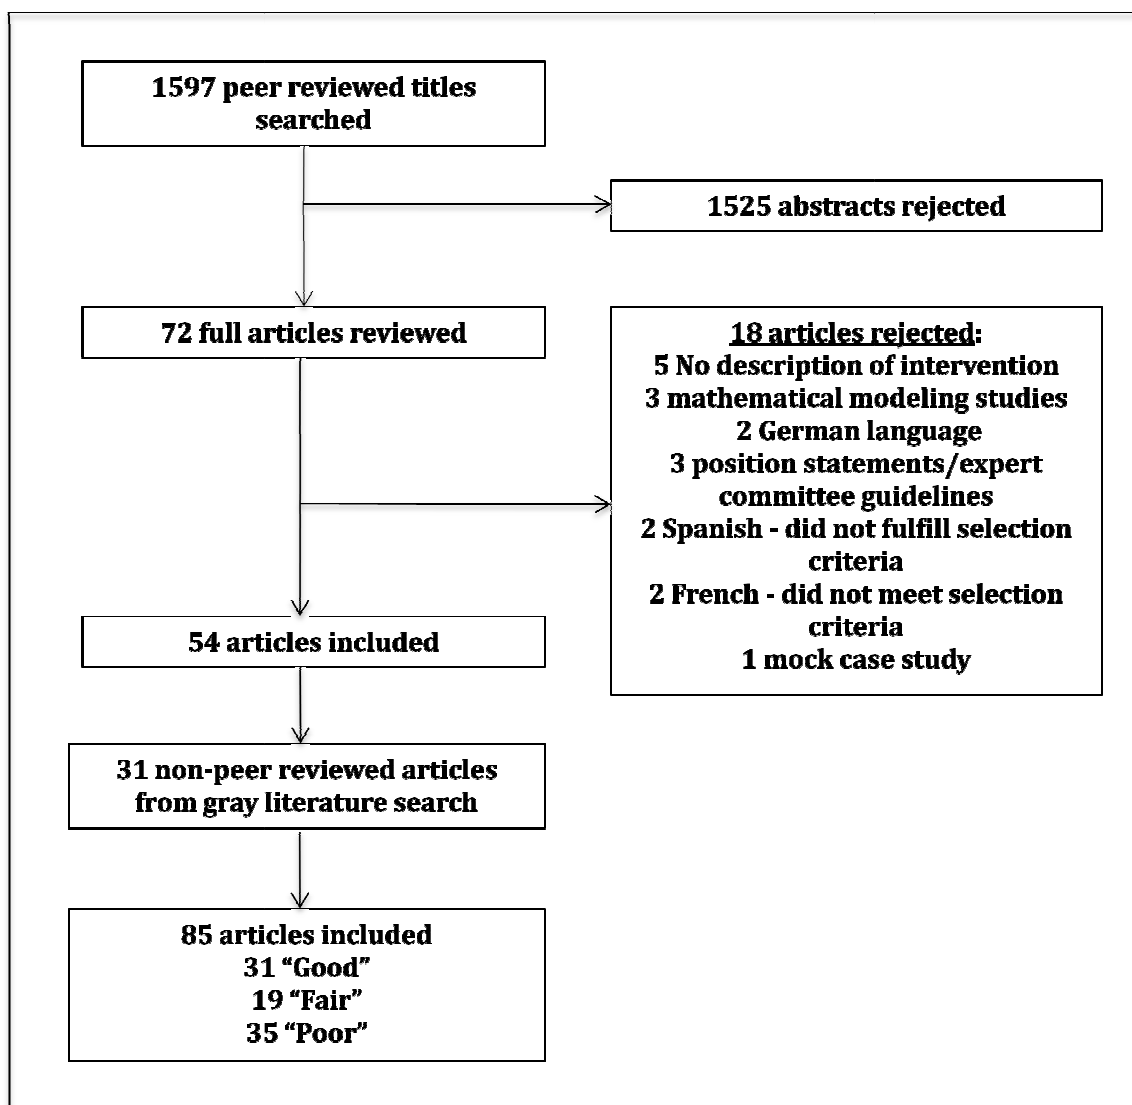 1597 peer reviewed titles
searched
1525 abstracts rejected
72 full articles reviewed
18 articles rejected:
5 No description of intervention
3 mathematical modeling studies
2 German language
3 position statements/expert
committee guidelines
2 Spanish - did not fulfill selection
criteria
2 French - did not meet selection
criteria
1 mock case study
54 articles included
31 non-peer reviewed articles
from gray literature search
85 articles included
31 “Good”
19 “Fair”
35 “Poor”